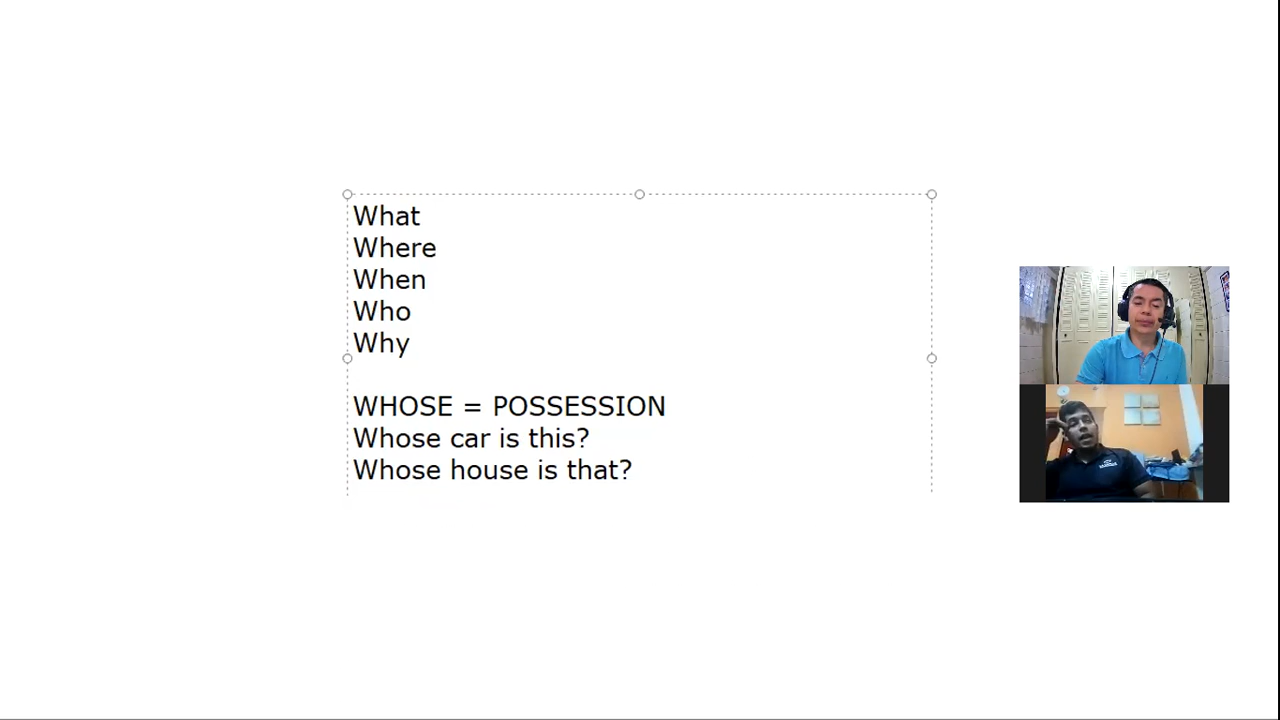 What
Where
When
Who
Why
WHOSE = POSSESSION
Whose car is this?
Whose house is that?